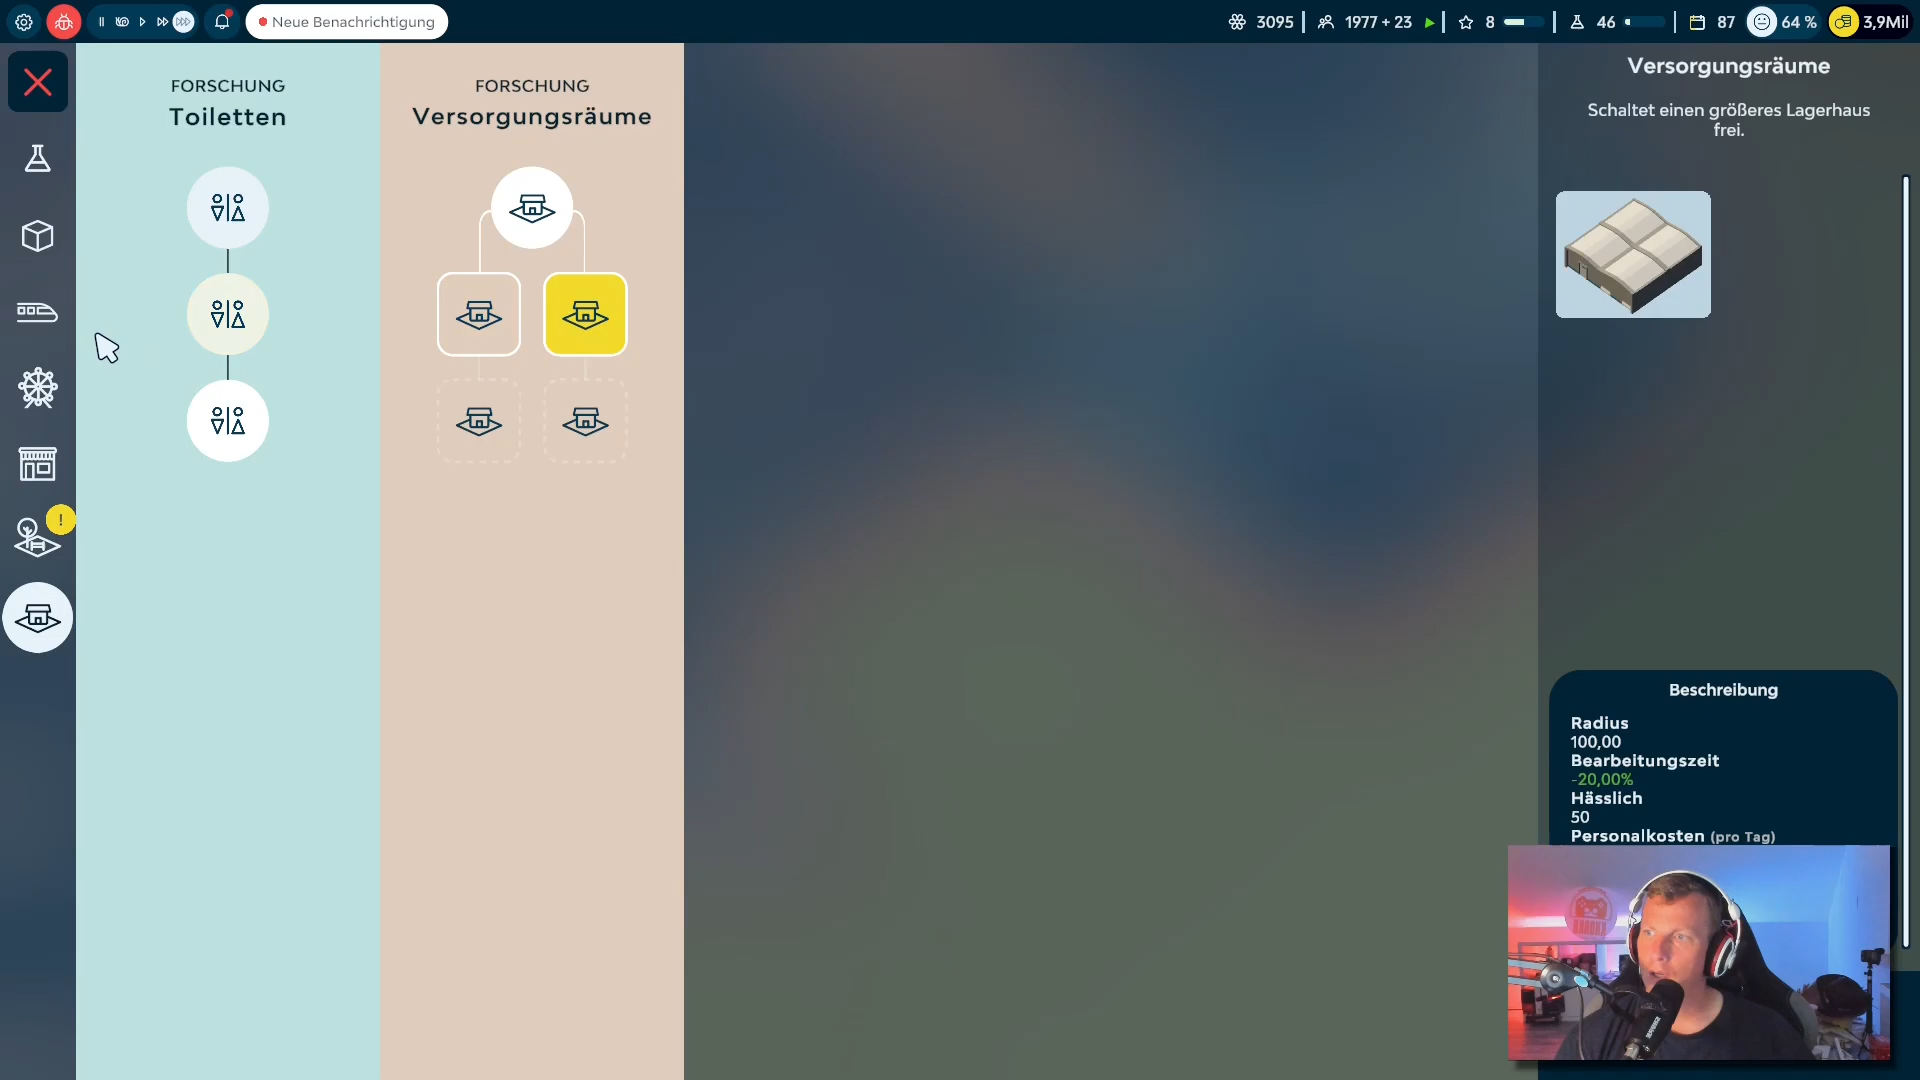 Neue Benachrichtigung
3095
1977 + 23
8
46
87
64 %
3,9Mil
FORSCHUNG
Toiletten
FORSCHUNG
Versorgungsräume
!
Versorgungsräume
Schaltet einen größeres Lagerhaus
frei.
Beschreibung
Radius
100,00
Bearbeitungszeit
-20,00%
Hässlich
50
Personalkosten (pro Tag)